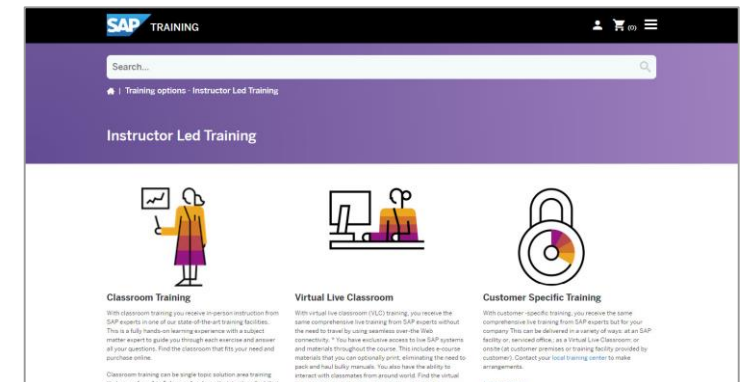 SAP TRAINING
(0)
Search...
| Training options - Instructor Led Training
Instructor Led Training
Classroom Training
With classroom training you receive in-person instruction from
SAP experts in one of our state-of-the-art training facilities.
This is a fully hands-on learning experience with a subject
matter expert to guide you through each exercise and answer
all your questions. Find the classroom that fits your need and
purchase online.
Classroom training can be single topic solution area training
Virtual Live Classroom
With virtual live classroom (VLC) training, you receive the
same comprehensive live training from SAP experts without
the need to travel by using seamless over-the Web
connectivity. * You have exclusive access to live SAP systems
and materials throughout the course. This includes e-course
materials that you can optionally print, eliminating the need to
pack and haul bulky manuals. You also have the ability to
interact with classmates from around world. Find the virtual
Customer Specific Training
With customer -specific training, you receive the same
comprehensive live training from SAP experts but for your
company This can be delivered in a variety of ways: at an SAP
facility or, serviced office,; as a Virtual Live Classroom; or
onsite (at customer premises or training facility provided by
customer). Contact your local training center to make
arrangements.